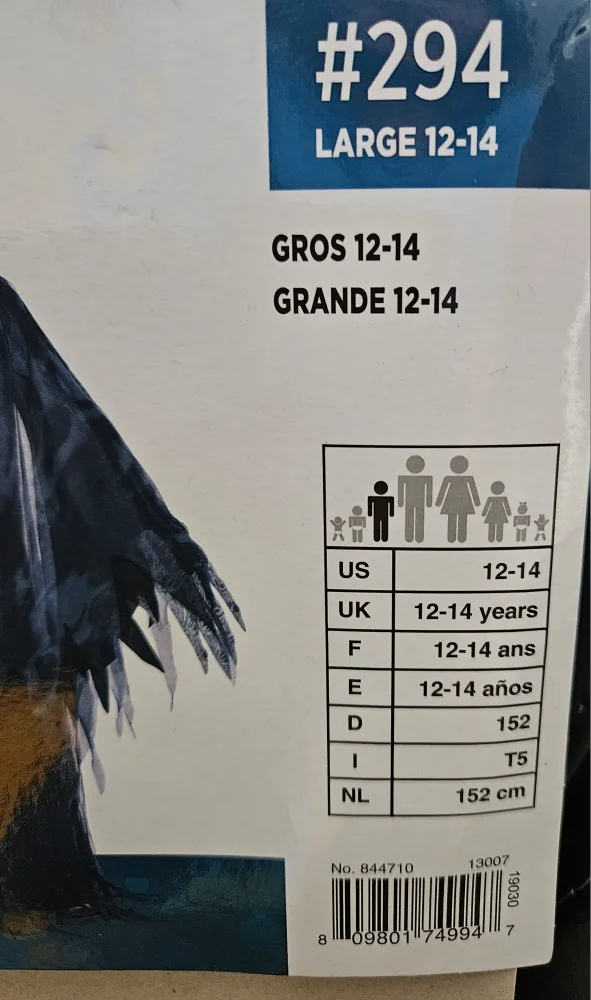 #294
LARGE 12-14
GROS 12-14
GRANDE 12-14
US 12-14
UK 12-14 years
F 12-14 ans
E 12-14 años
D 152
I T5
NL 152 cm
No. 844710 13007
19030
8 09801 74994 7